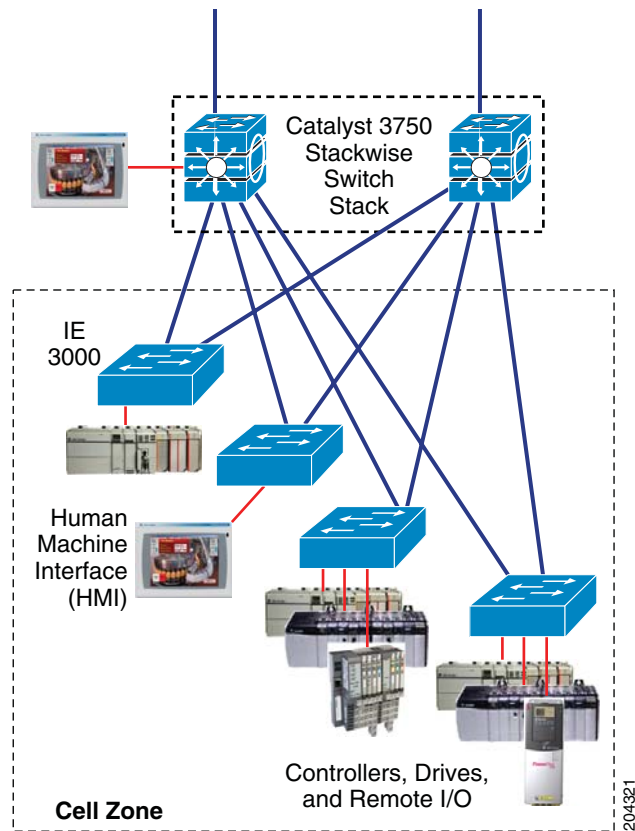 Catalyst 3750
Stackwise
Switch
Stack
IE
3000
Human
Machine
Interface
(HMI)
Controllers, Drives,
and Remote I/O
Cell Zone
204321